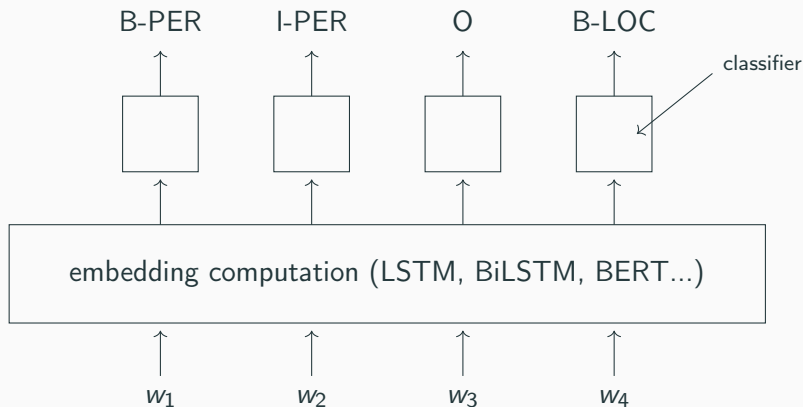 B-PER I-PER O B-LOC
classifier
embedding computation (LSTM, BiLSTM, BERT...)
w₁ w₂ w₃ w₄